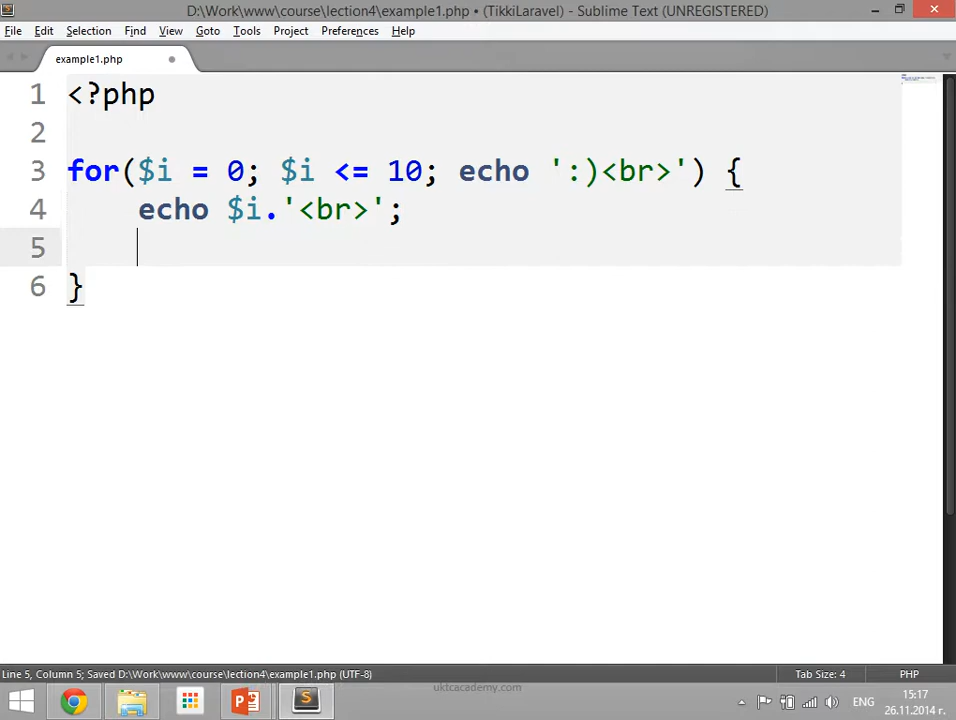 D:\Work\www\course\lection4\example1.php • (TikkiLaravel) - Sublime Text (UNREGISTERED)
File Edit Selection Find View Goto Tools Project Preferences Help
example1.php
1 <?php
2
3 for($i = 0; $i <= 10; echo ':)<br>') {
4 echo $i.'<br>';
5
6 }
Line 5, Column 5; Saved D:\Work\www\course\lection4\example1.php (UTF-8) Tab Size: 4 PHP
uktcacademy.com
ENG 15:17
26.11.2014 г.